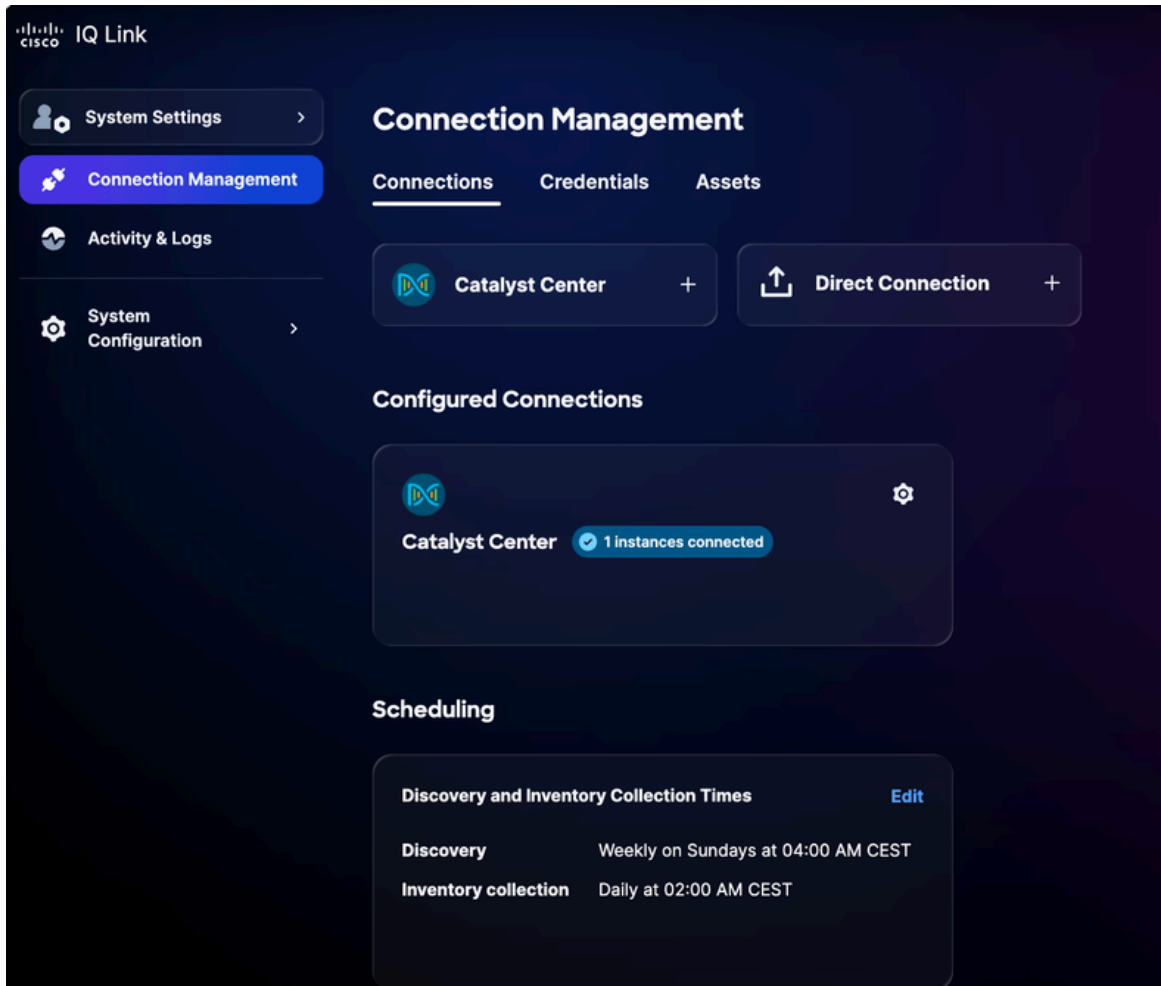 CISCO IQ Link
System Settings
Connection Management
Activity & Logs
System
Configuration
Connection Management
Connections Credentials Assets
Catalyst Center +
Direct Connection +
Configured Connections
Catalyst Center 1 instances connected
Scheduling
Discovery and Inventory Collection Times Edit
Discovery Weekly on Sundays at 04:00 AM CEST
Inventory collection Daily at 02:00 AM CEST